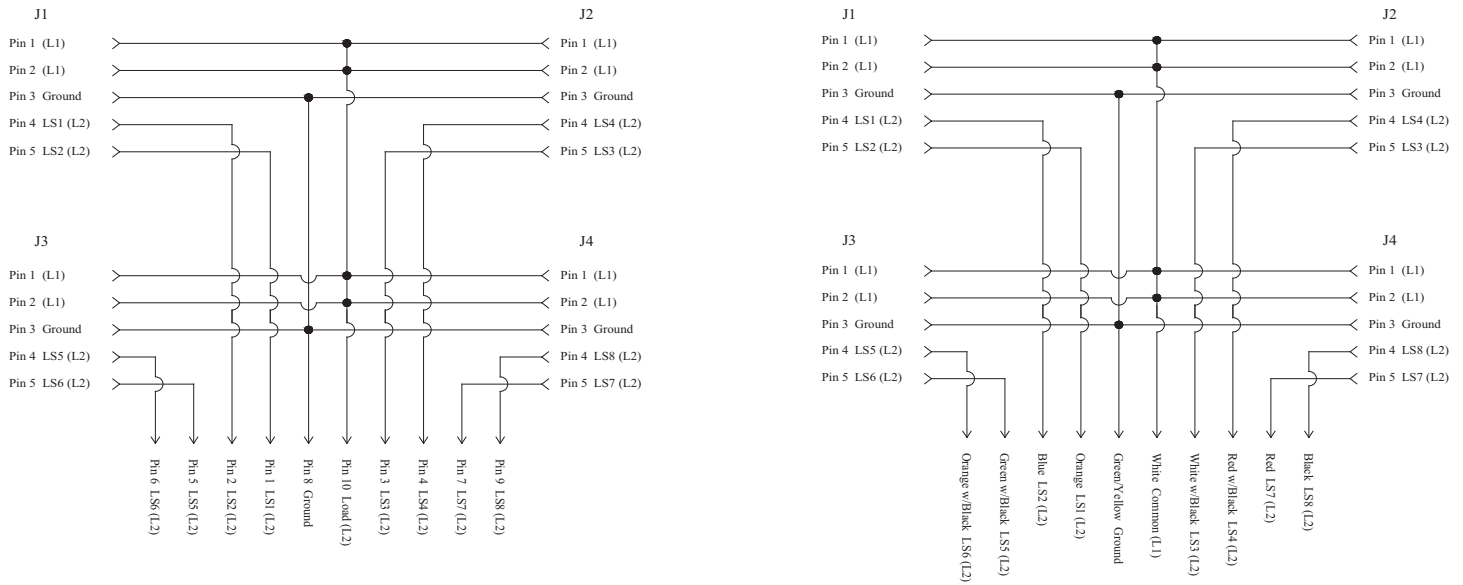 J1
J2
Pin 1 (L1)
Pin 1 (L1)
Pin 2 (L1)
Pin 2 (L1)
Pin 3 Ground
Pin 3 Ground
Pin 4 LS1 (L2)
Pin 4 LS4 (L2)
Pin 5 LS2 (L2)
Pin 5 LS3 (L2)
J3
J4
Pin 1 (L1)
Pin 1 (L1)
Pin 2 (L1)
Pin 2 (L1)
Pin 3 Ground
Pin 3 Ground
Pin 4 LS5 (L2)
Pin 4 LS8 (L2)
Pin 5 LS6 (L2)
Pin 5 LS7 (L2)
Pin 6 LS6 (L2)
Pin 5 LS5 (L2)
Pin 2 LS2 (L2)
Pin 1 LS1 (L2)
Pin 8 Ground
Pin 10 Load (L2)
Pin 3 LS3 (L2)
Pin 4 LS4 (L2)
Pin 7 LS7 (L2)
Pin 9 LS8 (L2)
J1
J2
Pin 1 (L1)
Pin 1 (L1)
Pin 2 (L1)
Pin 2 (L1)
Pin 3 Ground
Pin 3 Ground
Pin 4 LS1 (L2)
Pin 4 LS4 (L2)
Pin 5 LS2 (L2)
Pin 5 LS3 (L2)
J3
J4
Pin 1 (L1)
Pin 1 (L1)
Pin 2 (L1)
Pin 2 (L1)
Pin 3 Ground
Pin 3 Ground
Pin 4 LS5 (L2)
Pin 4 LS8 (L2)
Pin 5 LS6 (L2)
Pin 5 LS7 (L2)
Orange w/Black LS6 (L2)
Green w/Black LS5 (L2)
Blue LS2 (L2)
Orange LS1 (L2)
Green/Yellow Ground
White Common (L1)
White w/Black LS3 (L2)
Red w/Black LS4 (L2)
Red LS7 (L2)
Black LS8 (L2)